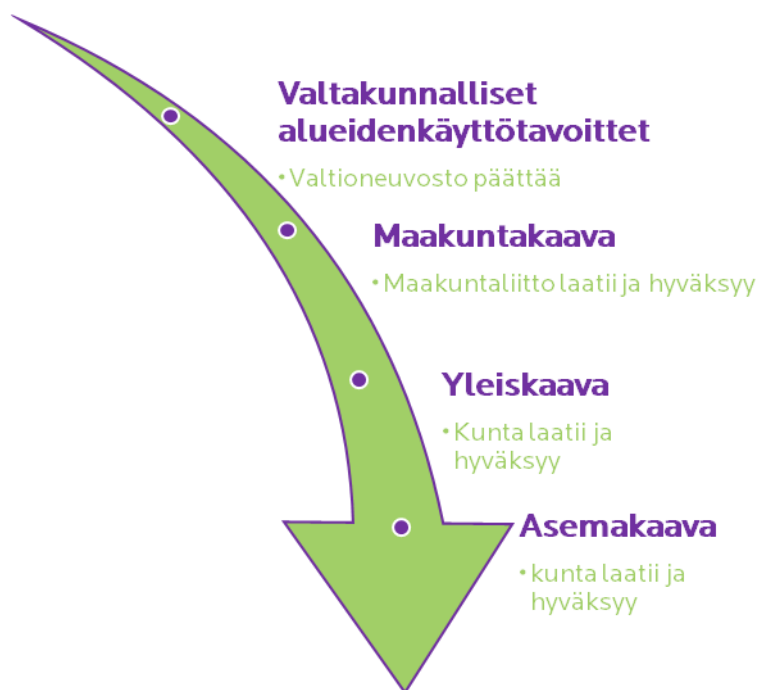 Valtakunnalliset
alueidenkäyttötavoittet
• Valtioneuvosto päättää
Maakuntakaava
• Maakuntaliitto laatii ja hyväksyy
Yleiskaava
• Kunta laatii ja
hyväksyy
Asemakaava
• kunta laatii ja
hyväksyy